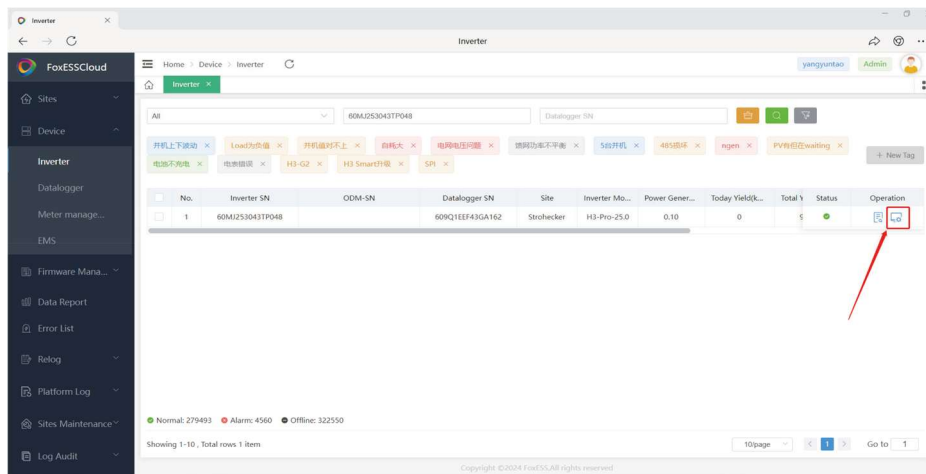 Inverter
Inverter
FoxESSCloud
Home > Device > Inverter
yangyuntao
Admin
Inverter ×
Sites
Device
Inverter
Datalogger
Meter manage...
EMS
Firmware Mana...
Data Report
Error List
Relog
Platform Log
Sites Maintenance
Log Audit
All
60MJ253043TP048
Datalogger SN
并机上下波动 ×
Load为负值 ×
并机值对不上 ×
自耗大 ×
电网电压问题 ×
馈网功率不平衡 ×
5台并机 ×
485损坏 ×
ngen ×
PV有但在waiting ×
电池不充电 ×
电表错误 ×
H3-G2 ×
H3 Smart升级 ×
SPI ×
+ New Tag
No. Inverter SN ODM-SN Datalogger SN Site Inverter Mo... Power Gener... Today Yield(k... Total Y Status Operation
1 60MJ253043TP048 609Q1EEF43GA162 Strohecker H3-Pro-25.0 0.10 0
Normal: 279493 Alarm: 4560 Offline: 322550
Showing 1-10 , Total rows 1 item
10/page
1
Go to 1
Copyright ©2024 FoxESS.All rights reserved